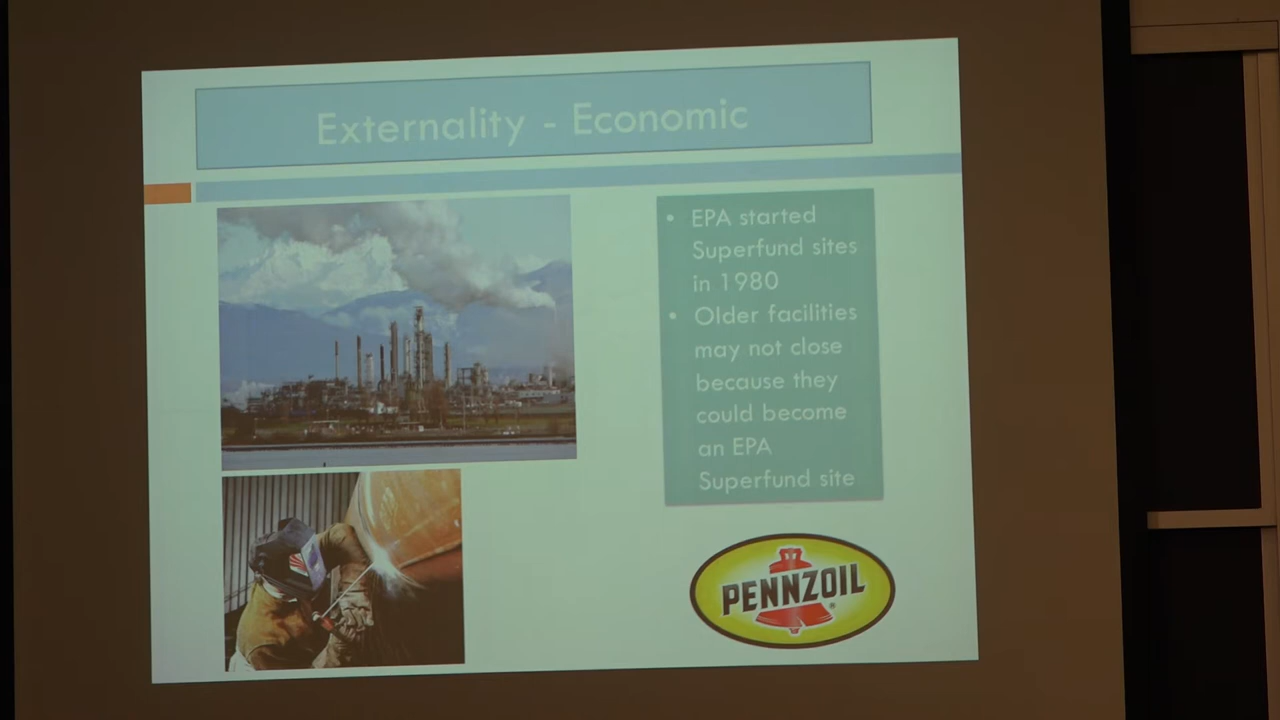 Externality - Economic
• EPA started
Superfund sites
in 1980
• Older facilities
may not close
because they
could become
an EPA
Superfund site
PENNZOIL
®